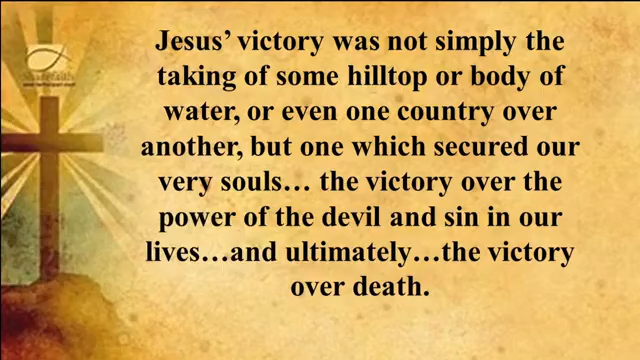 Sharefaith
Jesus’ victory was not simply the
taking of some hilltop or body of
water, or even one country over
another, but one which secured our
very souls… the victory over the
power of the devil and sin in our
lives…and ultimately…the victory
over death.